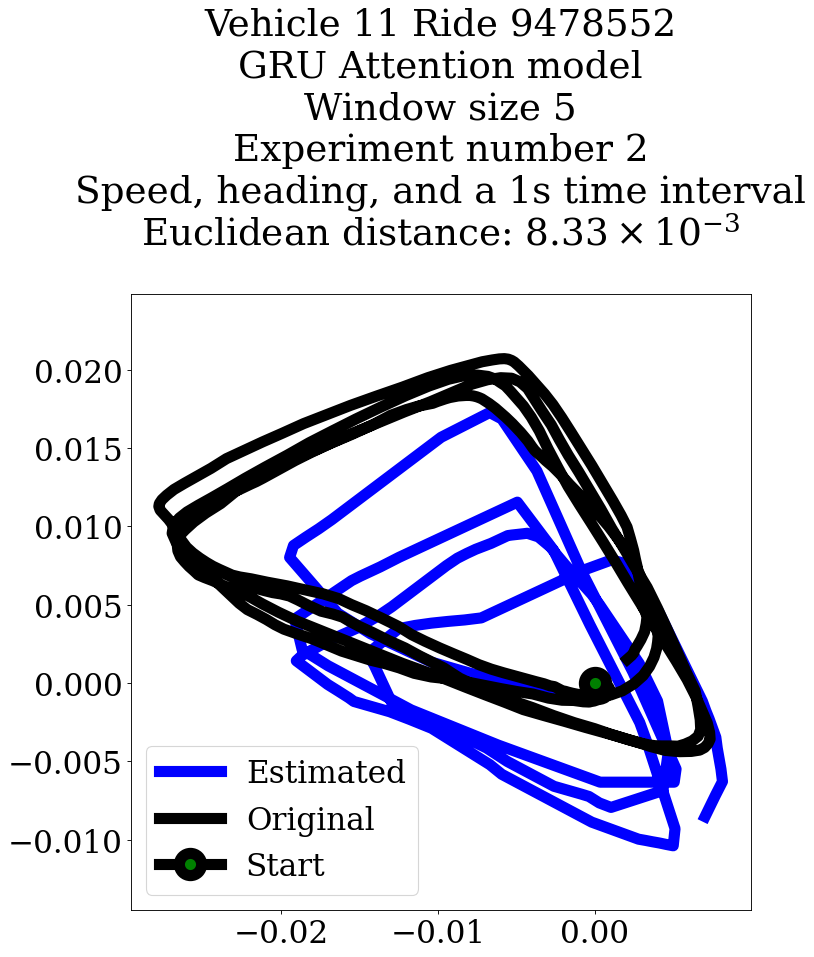 Vehicle 11 Ride 9478552
GRU Attention model
Window size 5
Experiment number 2
Speed, heading, and a 1s time interval
Euclidean distance: 8.33 × 10⁻³
0.020
0.015
0.010
0.005
0.000
−0.005
−0.010
Estimated
Original
Start
−0.02 −0.01 0.00